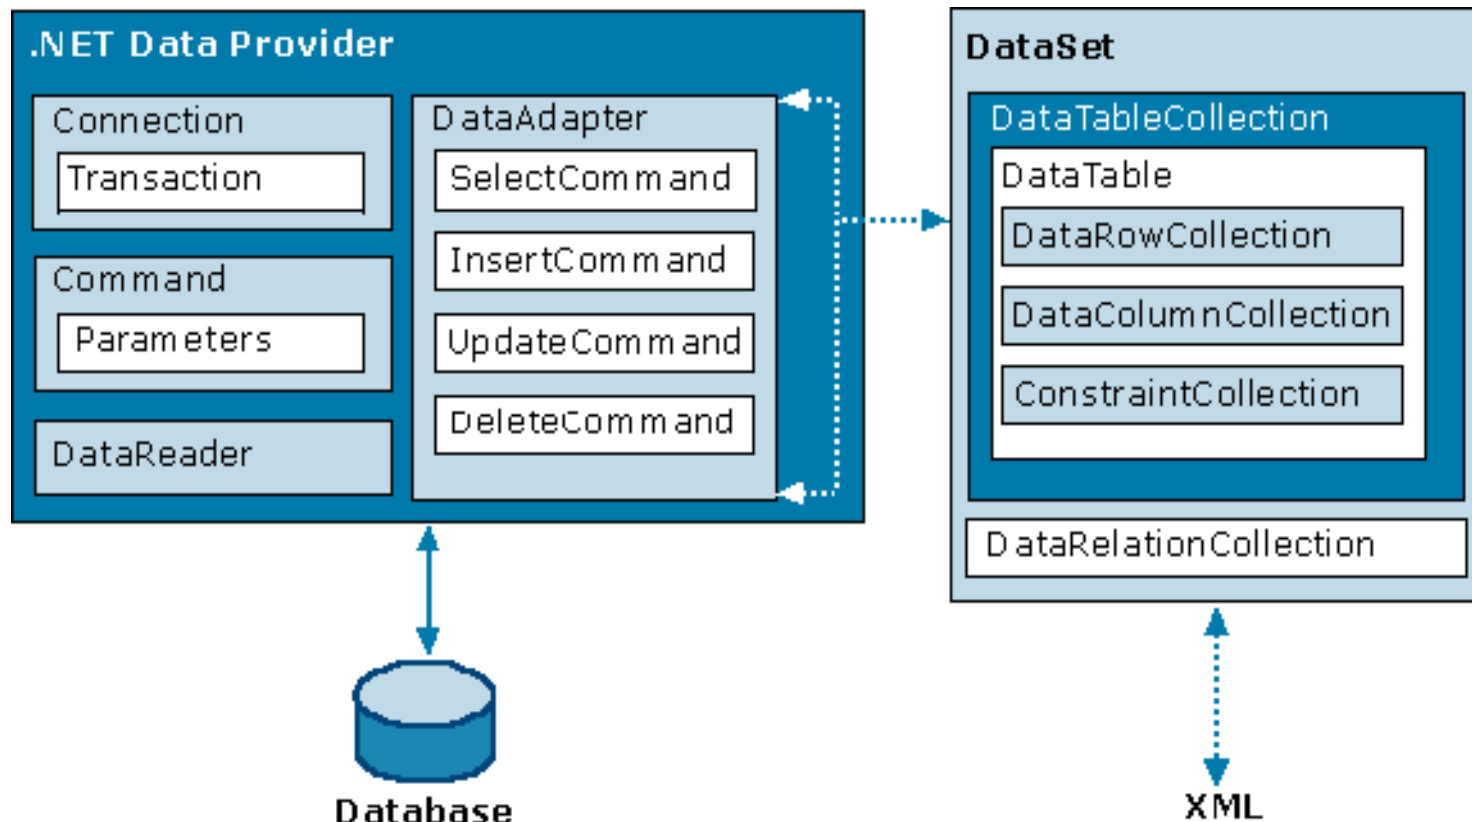 .NET Data Provider
Connection
Transaction
Command
Parameters
DataReader
DataAdapter
SelectCommand
InsertCommand
UpdateCommand
DeleteCommand
Database
DataSet
DataTableCollection
DataTable
DataRowCollection
DataColumnCollection
ConstraintCollection
DataRelationCollection
XML